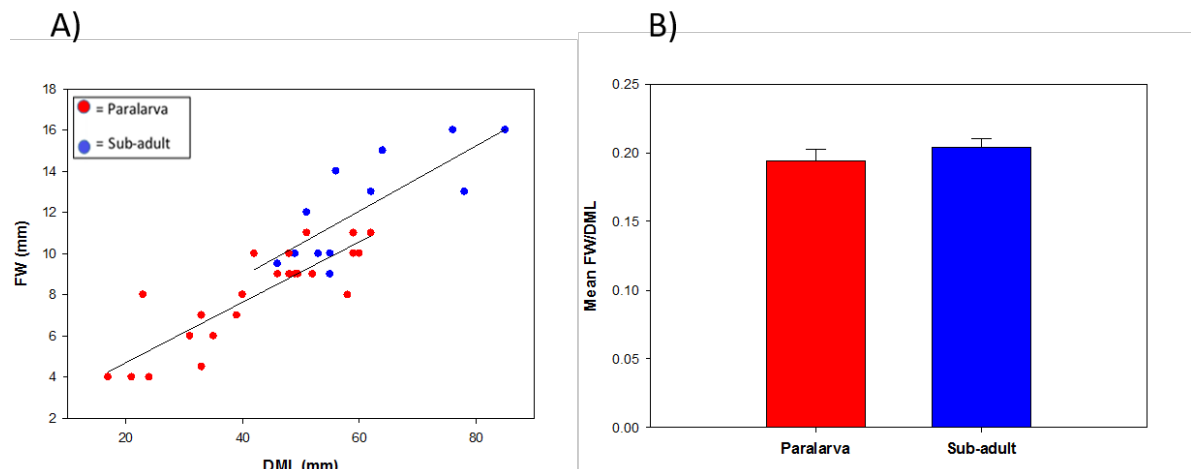 A)
B)
= Paralarva
= Sub-adult
FW (mm)
18
16
14
12
10
8
6
4
2
20
40
60
80
DML (mm)
Mean FW/DML
0.25
0.20
0.15
0.10
0.05
0.00
Paralarva
Sub-adult